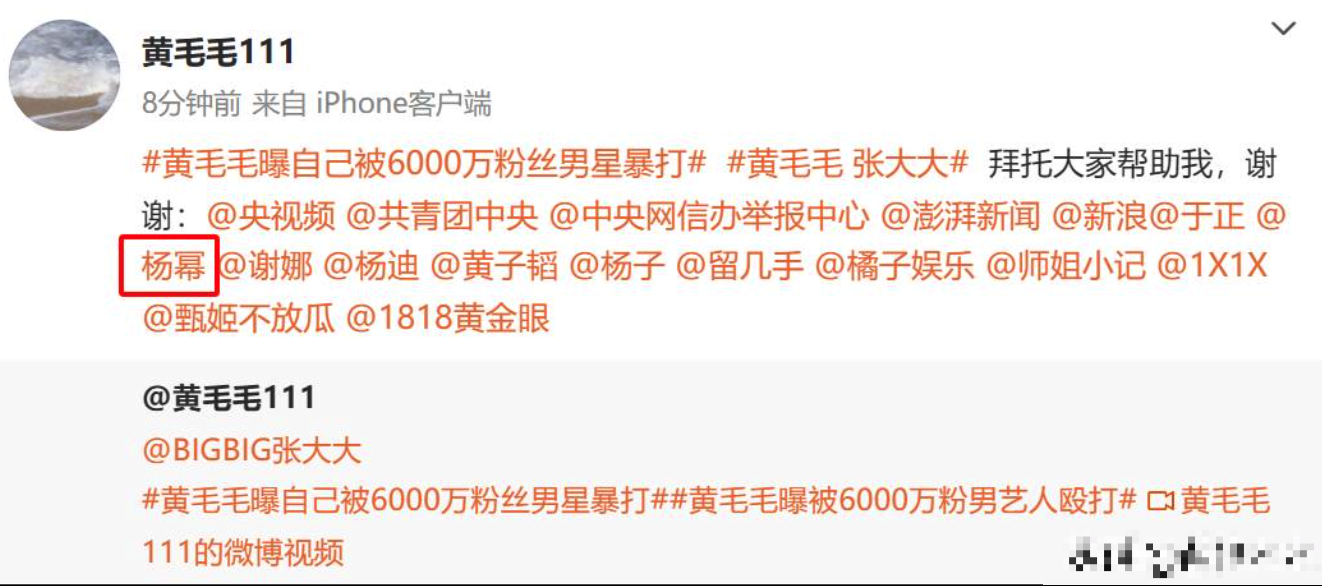 黄毛毛111
8分钟前 来自 iPhone客户端
#黄毛毛曝自己被6000万粉丝男星暴打# #黄毛毛 张大大# 拜托大家帮助我，谢
谢：@央视频 @共青团中央 @中央网信办举报中心 @澎湃新闻 @新浪@于正 @
杨幂 @谢娜 @杨迪 @黄子韬 @杨子 @留几手 @橘子娱乐 @师姐小记 @1X1X
@甄姬不放瓜 @1818黄金眼
@黄毛毛111
@BIGBIG张大大
#黄毛毛曝自己被6000万粉丝男星暴打##黄毛毛曝被6000万粉男艺人殴打# 黄毛毛
111的微博视频